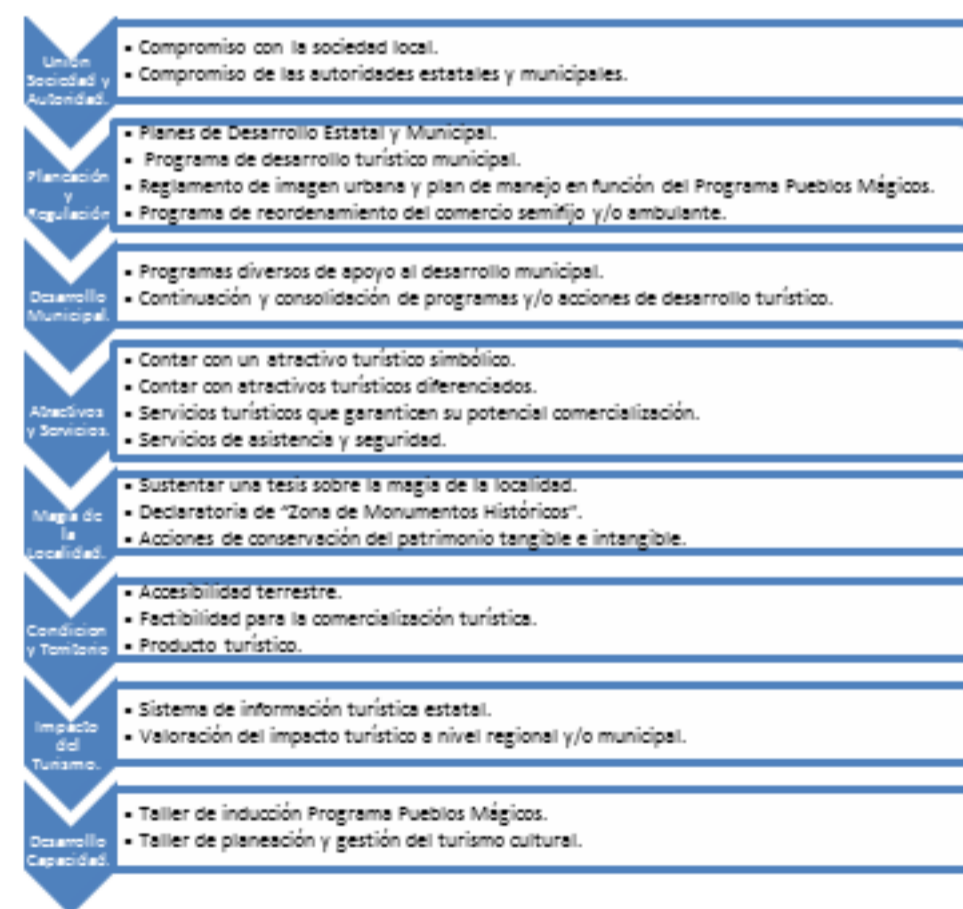 Unión
Sociedad y
Autoridad.
• Compromiso con la sociedad local.
• Compromiso de las autoridades estatales y municipales.
Planeación
y
Regulación
• Planes de Desarrollo Estatal y Municipal.
• Programa de desarrollo turístico municipal.
• Reglamento de imagen urbana y plan de manejo en función del Programa Pueblos Mágicos.
• Programa de reordenamiento del comercio semifijo y/o ambulante.
Desarrollo
Municipal.
• Programas diversos de apoyo al desarrollo municipal.
• Continuación y consolidación de programas y/o acciones de desarrollo turístico.
Atractivos
y Servicios.
• Contar con un atractivo turístico simbólico.
• Contar con atractivos turísticos diferenciados.
• Servicios turísticos que garanticen su potencial comercialización.
• Servicios de asistencia y seguridad.
Magia de
la
Localidad.
• Sustentar una tesis sobre la magia de la localidad.
• Declaratoria de "Zona de Monumentos Históricos".
• Acciones de conservación del patrimonio tangible e intangible.
Condicion
y Territorio
• Accesibilidad terrestre.
• Factibilidad para la comercialización turística.
• Producto turístico.
Impacto
del
Turismo.
• Sistema de información turística estatal.
• Valoración del impacto turístico a nivel regional y/o municipal.
Desarrollo
Capacidad.
• Taller de inducción Programa Pueblos Mágicos.
• Taller de planeación y gestión del turismo cultural.